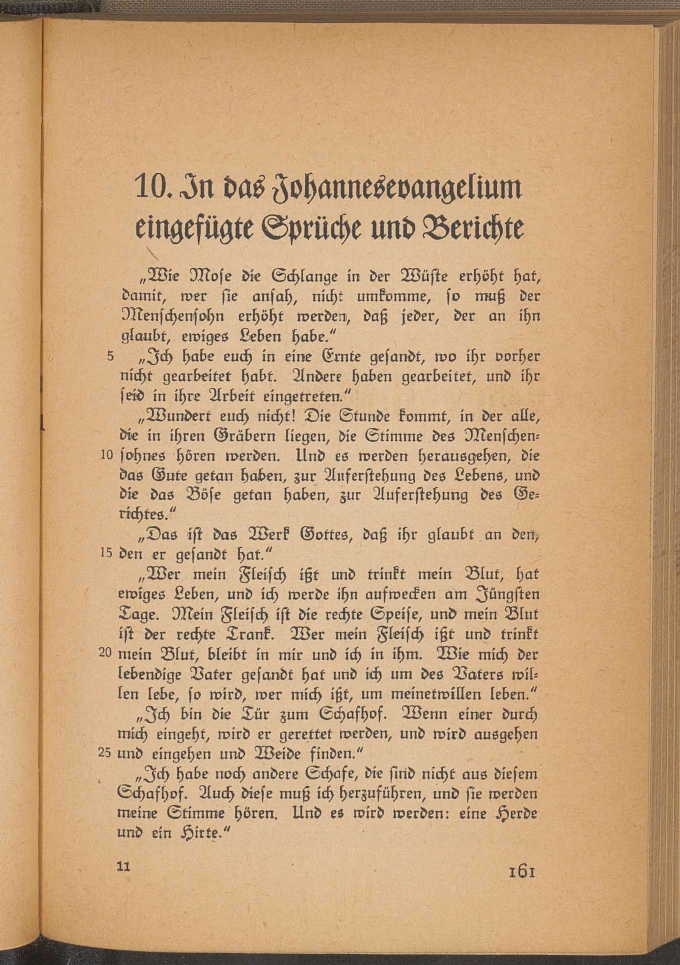 10. In das Johannesevangelium
eingefügte Sprüche und Berichte
„Wie Mose die Schlange in der Wüste erhöht hat,
damit, wer sie ansah, nicht umkomme, so muß der
Menschensohn erhöht werden, daß jeder, der an ihn
glaubt, ewiges Leben habe.“
5 „Ich habe euch in eine Ernte gesandt, wo ihr vorher
nicht gearbeitet habt. Andere haben gearbeitet, und ihr
seid in ihre Arbeit eingetreten.“
„Wundert euch nicht! Die Stunde kommt, in der alle,
die in ihren Gräbern liegen, die Stimme des Menschen-
10 sohnes hören werden. Und es werden herausgehen, die
das Gute getan haben, zur Auferstehung des Lebens, und
die das Böse getan haben, zur Auferstehung des Ge-
richtes.“
„Das ist das Werk Gottes, daß ihr glaubt an den,
15 den er gesandt hat.“
„Wer mein Fleisch ißt und trinkt mein Blut, hat
ewiges Leben, und ich werde ihn aufwecken am Jüngsten
Tage. Mein Fleisch ist die rechte Speise, und mein Blut
ist der rechte Trank. Wer mein Fleisch ißt und trinkt
20 mein Blut, bleibt in mir und ich in ihm. Wie mich der
lebendige Vater gesandt hat und ich um des Vaters wil-
len lebe, so wird, wer mich ißt, um meinetwillen leben.“
„Ich bin die Tür zum Schafhof. Wenn einer durch
mich eingeht, wird er gerettet werden, und wird ausgehen
25 und eingehen und Weide finden.“
„Ich habe noch andere Schafe, die sind nicht aus diesem
Schafhof. Auch diese muß ich herzuführen, und sie werden
meine Stimme hören. Und es wird werden: eine Herde
und ein Hirte.“
11 161